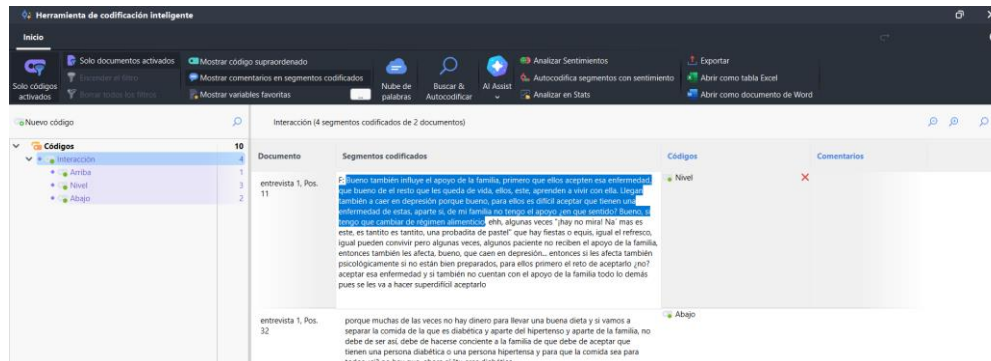 Herramienta de codificación inteligente
Inicio
Solo códigos activados
Solo documentos activados
Expandir el filtro
Borrar todos los filtros
Mostrar código supraordenado
Mostrar comentarios en segmentos codificados
Mostrar variables favoritas
...
Nube de palabras
Buscar & Autocodificar
AI Assist
Analizar Sentimientos
Autocodifica segmentos con sentimiento
Analizar en Stats
Exportar
Abrir como tabla Excel
Abrir como documento de Word
Nuevo código
Interacción (4 segmentos codificados de 2 documentos)
Códigos 10
Interacción 4
Arriba 1
Nivel 3
Abajo 2
Documento Segmentos codificados Códigos Comentarios
entrevista 1, Pos. 11
F: Bueno también influye el apoyo de la familia, primero que ellos acepten esa enfermedad,
que bueno de el resto que les queda de vida, ellos, este, aprenden a vivir con ella. Llegan
también a caer en depresión porque bueno, para ellos es difícil aceptar que tienen una
enfermedad de estas, aparte si, de mi familia no tengo el apoyo ¿en que sentido? Bueno, si
tengo que cambiar de régimen alimenticio, ehh, algunas veces "¡hay no mira! Na' mas es
este, es tantito es tantito, una probadita de pastel" que hay fiestas o equis, igual el refresco,
igual pueden convivir pero algunas veces, algunos paciente no reciben el apoyo de la familia,
entonces también les afecta, bueno, que caen en depresión... entonces si les afecta también
psicológicamente si no están bien preparados, para ellos primero el reto de aceptarlo ¿no?
aceptar esa enfermedad y si también no cuentan con el apoyo de la familia todo lo demás
pues se les va a hacer superdifícil aceptarlo
Nivel
entrevista 1, Pos. 32
porque muchas de las veces no hay dinero para llevar una buena dieta y si vamos a
separar la comida de la que es diabética y aparte del hipertenso y aparte de la familia, no
debe de ser así, debe de hacerse conciente a la familia de que debe de aceptar que
tienen una persona diabética o una persona hipertensa y para que la comida sea para
Abajo